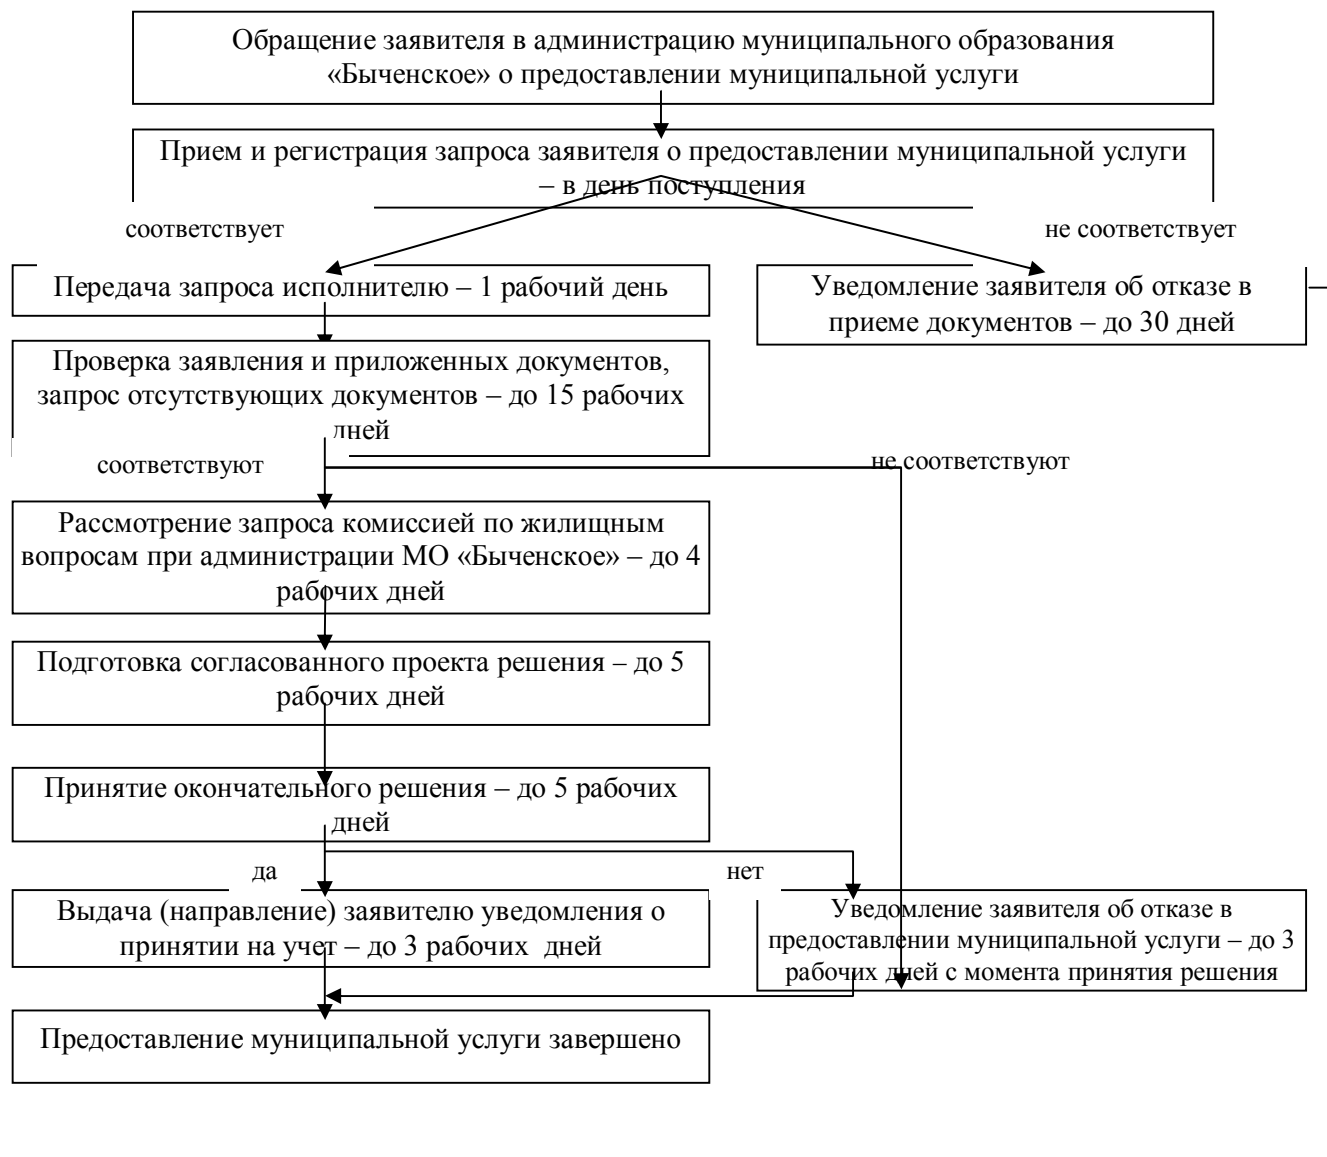 Обращение заявителя в администрацию муниципального образования
«Быченское» о предоставлении муниципальной услуги
Прием и регистрация запроса заявителя о предоставлении муниципальной услуги
– в день поступления
соответствует
не соответствует
Передача запроса исполнителю – 1 рабочий день
Уведомление заявителя об отказе в
приеме документов – до 30 дней
Проверка заявления и приложенных документов,
запрос отсутствующих документов – до 15 рабочих
дней
соответствуют
не соответствуют
Рассмотрение запроса комиссией по жилищным
вопросам при администрации МО «Быченское» – до 4
рабочих дней
Подготовка согласованного проекта решения – до 5
рабочих дней
Принятие окончательного решения – до 5 рабочих
дней
да
нет
Выдача (направление) заявителю уведомления о
принятии на учет – до 3 рабочих  дней
Уведомление заявителя об отказе в
предоставлении муниципальной услуги – до 3
рабочих дней с момента принятия решения
Предоставление муниципальной услуги завершено